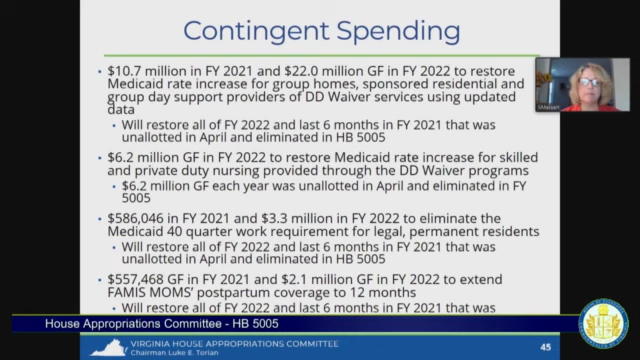 Contingent Spending
• $10.7 million in FY 2021 and $22.0 million GF in FY 2022 to restore
Medicaid rate increase for group homes, sponsored residential and
group day support providers of DD Waiver services using updated
data
• Will restore all of FY 2022 and last 6 months in FY 2021 that was
unallotted in April and eliminated in HB 5005
• $6.2 million GF in FY 2022 to restore Medicaid rate increase for skilled
and private duty nursing provided through the DD Waiver programs
• $6.2 million GF each year was unallotted in April and eliminated in FY
5005
• $586,046 in FY 2021 and $3.3 million in FY 2022 to eliminate the
Medicaid 40 quarter work requirement for legal, permanent residents
• Will restore all of FY 2022 and last 6 months in FY 2021 that was
unallotted in April and eliminated in HB 5005
• $557,468 GF in FY 2021 and $2.1 million GF in FY 2022 to extend
FAMIS MOMS' postpartum coverage to 12 months
• Will restore all of FY 2022 and last 6 months in FY 2021 that was
House Appropriations Committee - HB 5005
VIRGINIA HOUSE APPROPRIATIONS COMMITTEE
Chairman Luke E. Torian
45